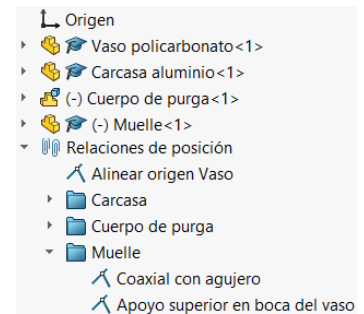 Origen
Vaso policarbonato<1>
Carcasa aluminio<1>
(-) Cuerpo de purga<1>
(-) Muelle<1>
Relaciones de posición
Alinear origen Vaso
Carcasa
Cuerpo de purga
Muelle
Coaxial con agujero
Apoyo superior en boca del vaso